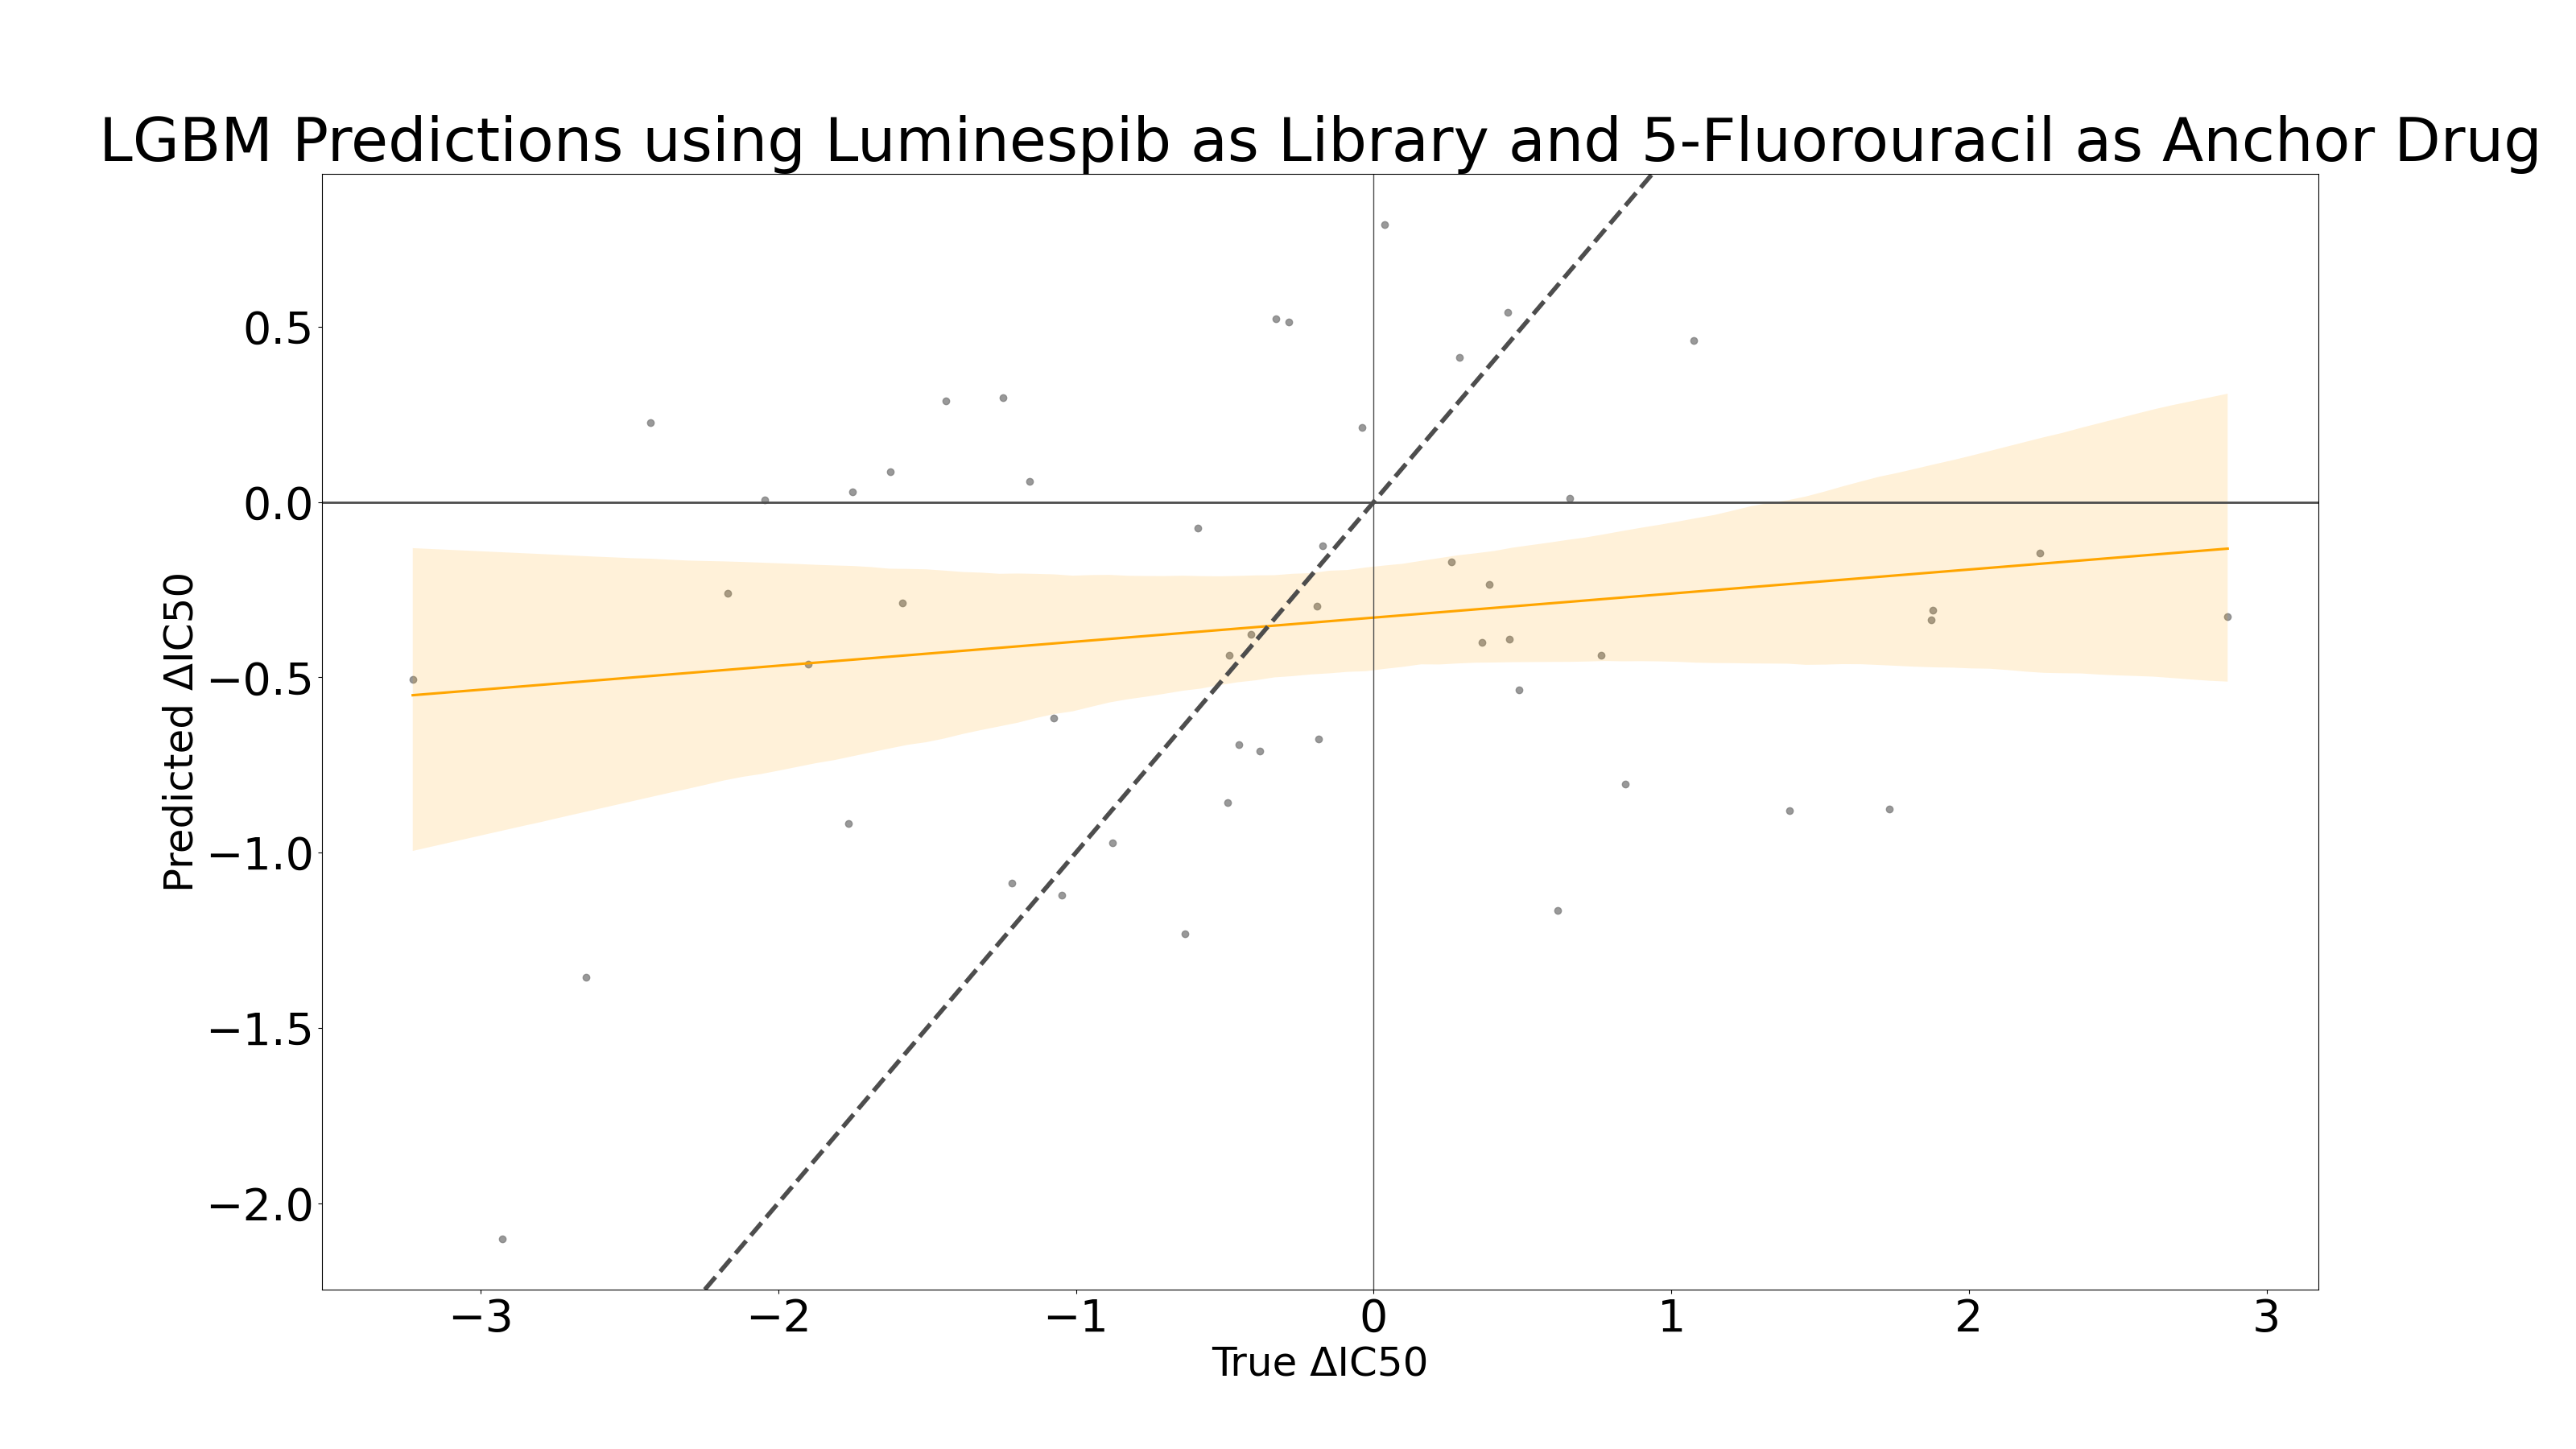 LGBM Predictions using Luminespib as Library and 5-Fluorouracil as Anchor Drug
0.5
0.0
−0.5
−1.0
−1.5
−2.0
Predicted ΔIC50
−3 −2 −1 0 1 2 3
True ΔIC50